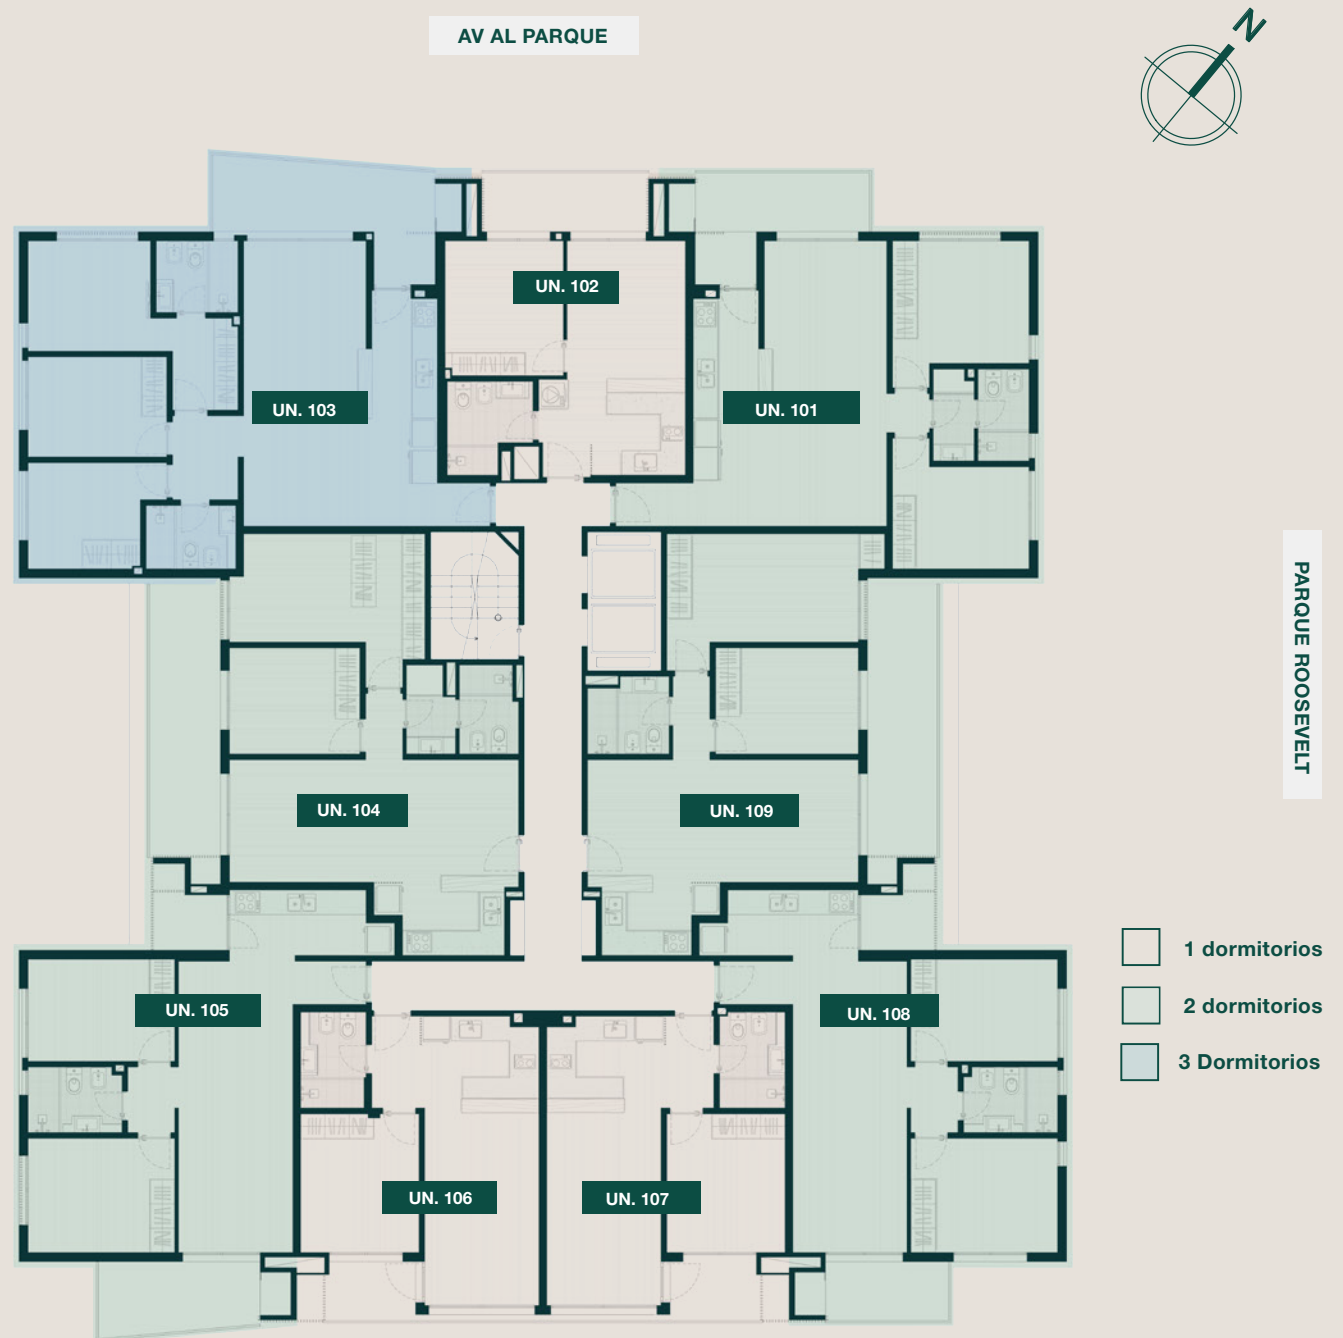 AV AL PARQUE
N
UN. 102
UN. 103
UN. 101
PARQUE ROOSEVELT
UN. 104
UN. 109
1 dormitorios
2 dormitorios
3 Dormitorios
UN. 105
UN. 108
UN. 106
UN. 107